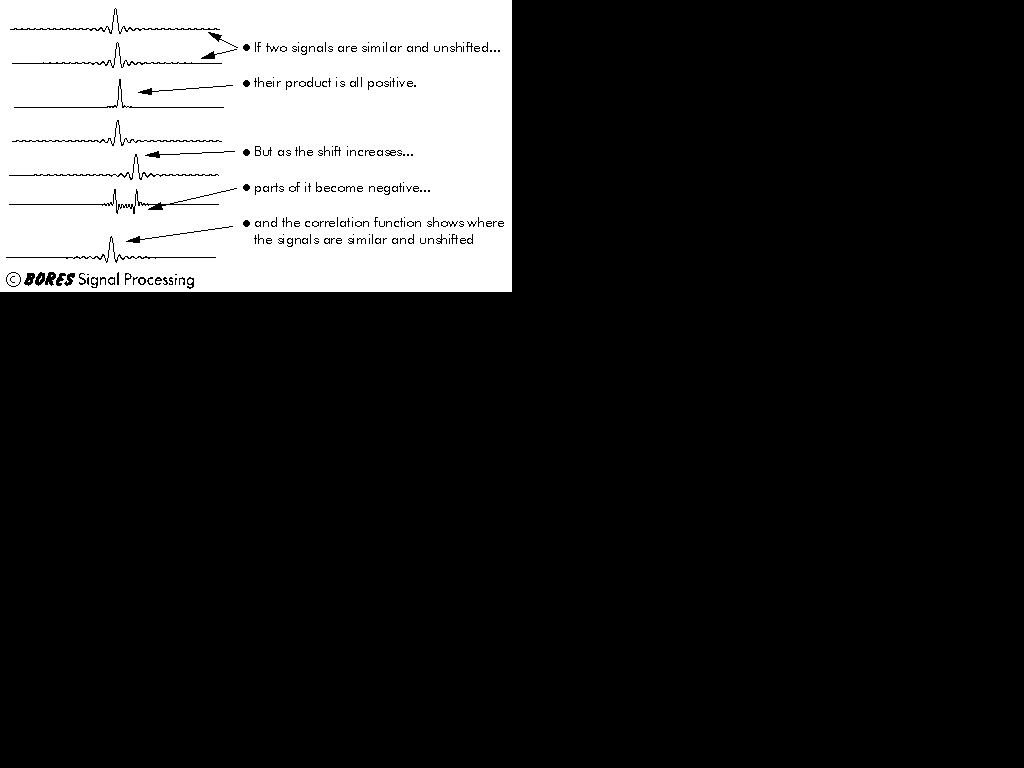 ● If two signals are similar and unshifted...
● their product is all positive.
● But as the shift increases...
● parts of it become negative...
● and the correlation function shows where
the signals are similar and unshifted
© BORES Signal Processing